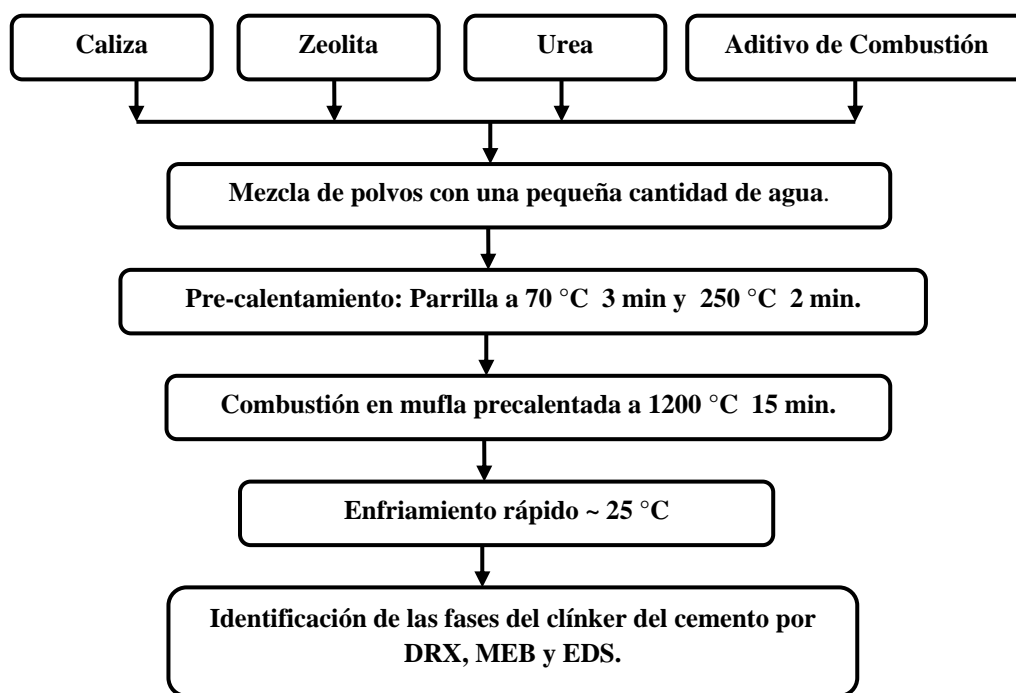 Caliza
Zeolita
Urea
Aditivo de Combustión
Mezcla de polvos con una pequeña cantidad de agua.
Pre-calentamiento: Parrilla a 70 °C 3 min y 250 °C 2 min.
Combustión en mufla precalentada a 1200 °C 15 min.
Enfriamiento rápido ~ 25 °C
Identificación de las fases del clínker del cemento por
DRX, MEB y EDS.